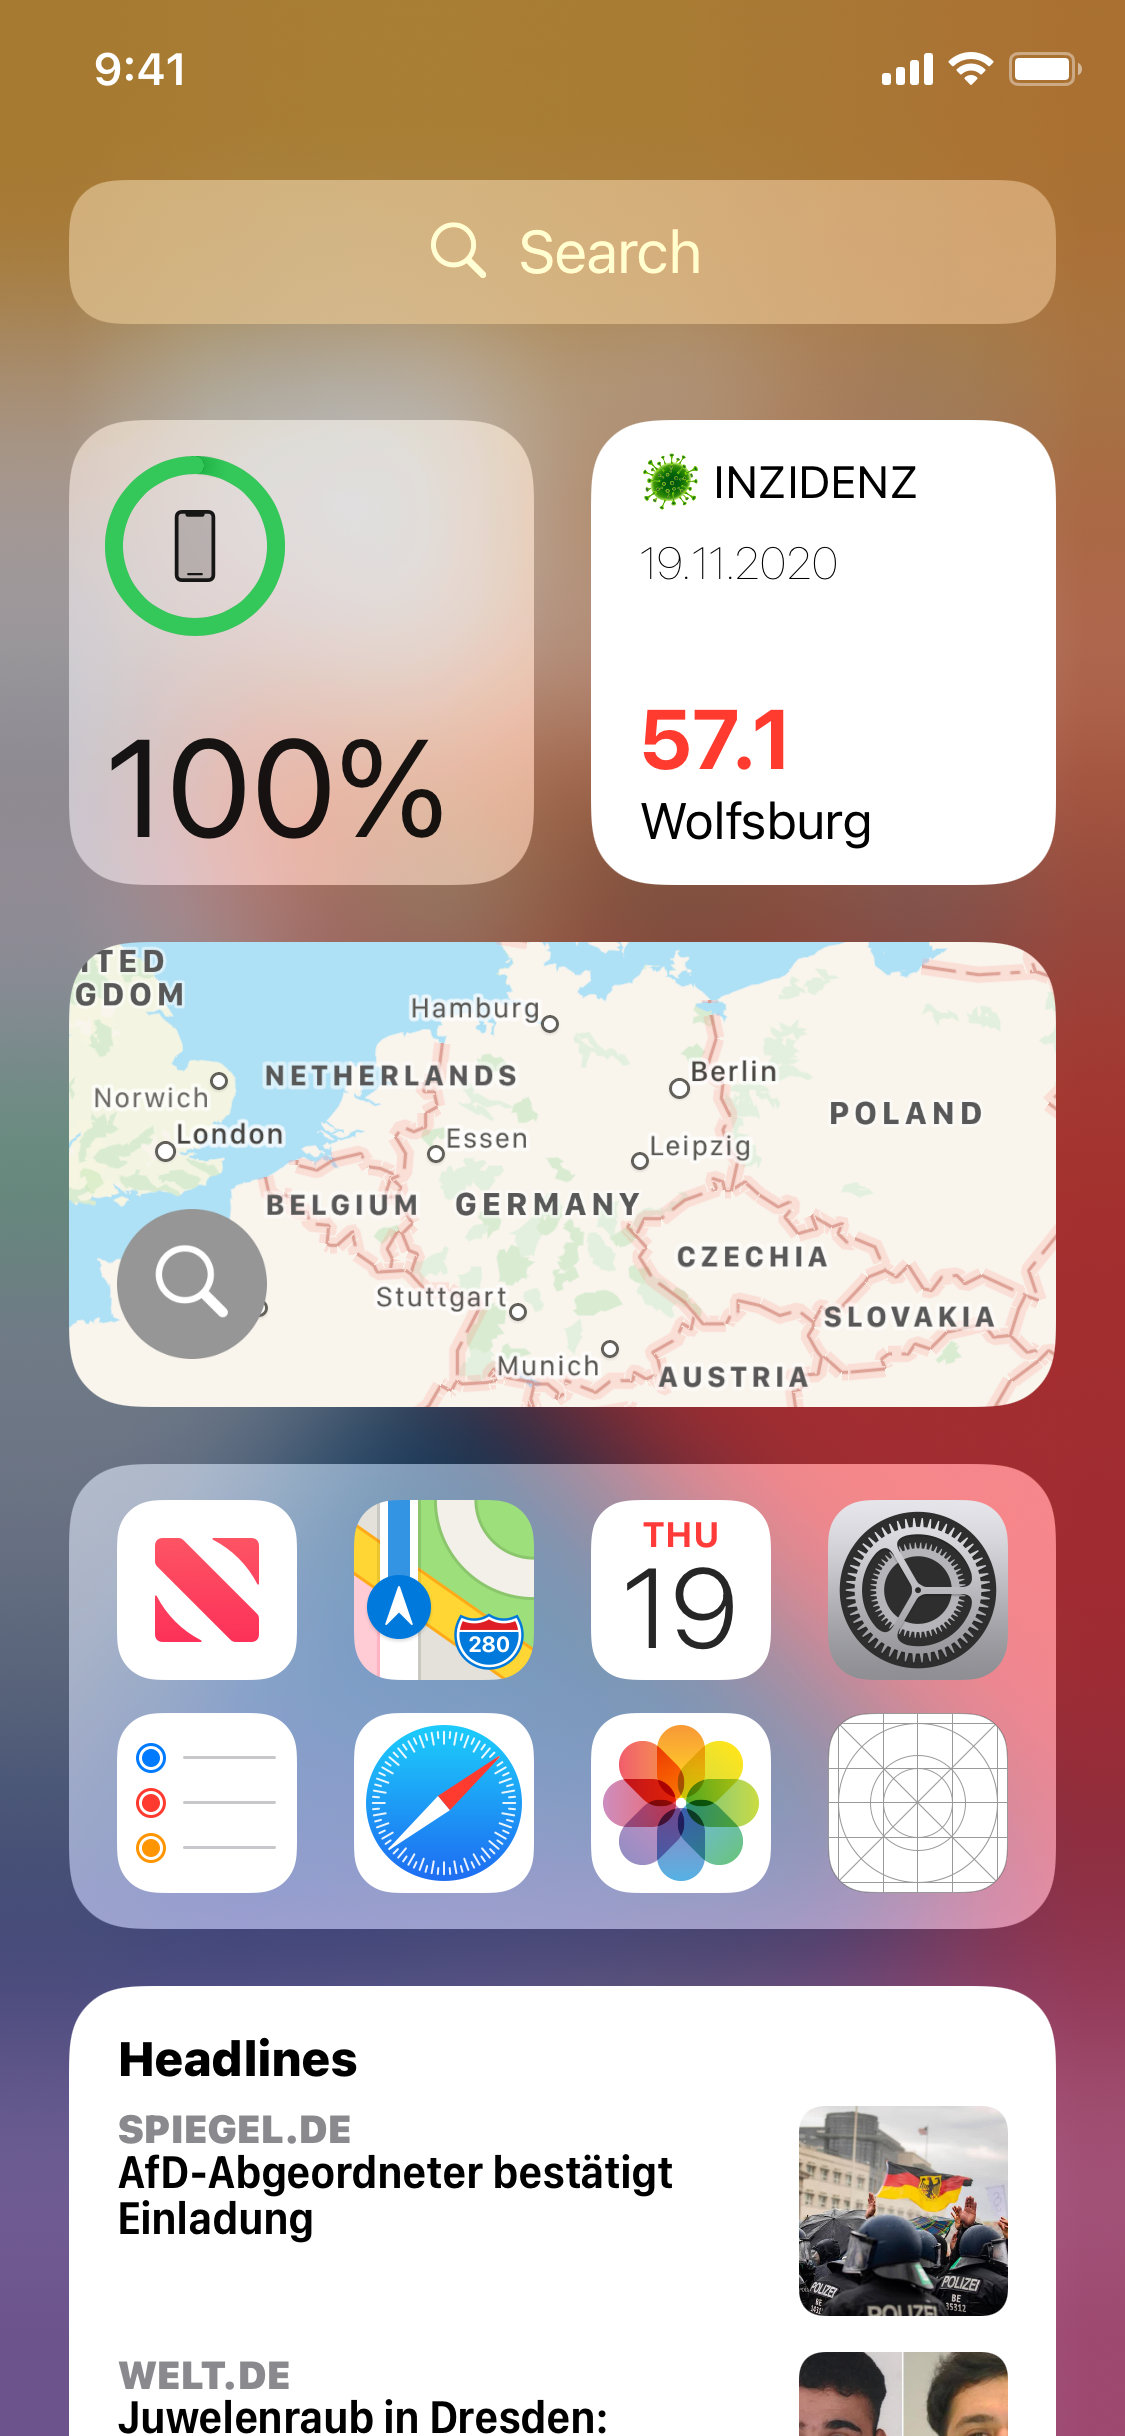 9:41
Search
100%
INZIDENZ
19.11.2020
57.1
Wolfsburg
GDOM
Hamburg
NETHERLANDS
Berlin
Norwich
POLAND
London
Essen
Leipzig
BELGIUM
GERMANY
CZECHIA
Stuttgart
SLOVAKIA
Munich
AUSTRIA
280
THU
19
Headlines
SPIEGEL.DE
AfD-Abgeordneter bestätigt
Einladung
POLIZEI
POLIZEI
BE
35312
POLIZEI
WELT.DE
Juwelenraub in Dresden: